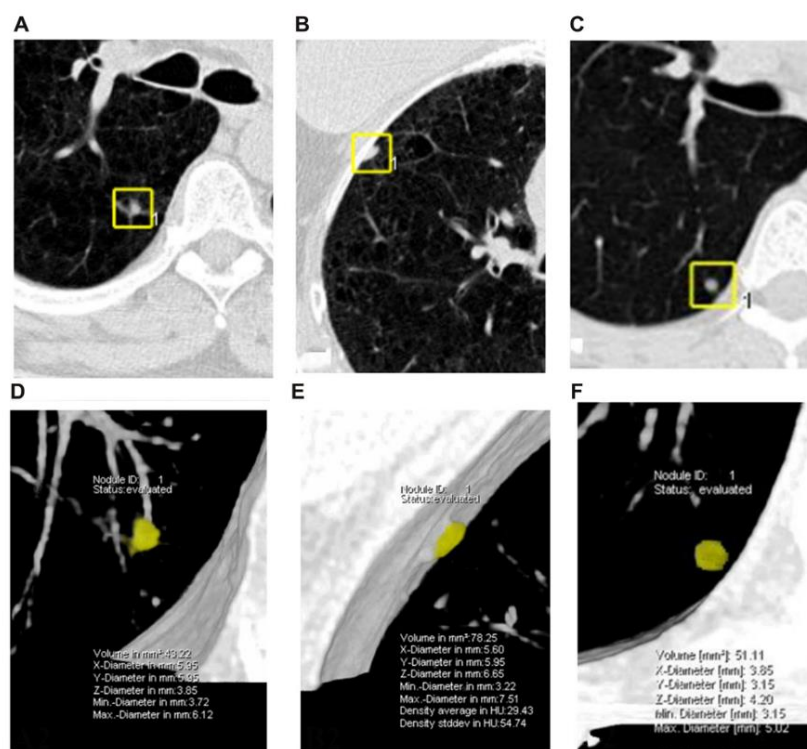 A
B
C
1
1
1
D
E
F
Nodule ID: 1
Status:evaluated
Volume in mm³:43.22
X-Diameter in mm:5.95
Y-Diameter in mm:5.95
Z-Diameter in mm:3.85
Min.-Diameter in mm:3.72
Max.-Diameter in mm:6.12
Nodule ID: 1
Status:evaluated
Volume in mm³:78.25
X-Diameter in mm:5.60
Y-Diameter in mm:5.95
Z-Diameter in mm:6.65
Min.-Diameter in mm:3.22
Max.-Diameter in mm:7.51
Density average in HU:29.43
Density stddev in HU:54.74
Nodule ID: 1
Status: evaluated
Volume [mm³]: 51.11
X-Diameter [mm]: 3.85
Y-Diameter [mm]: 3.15
Z-Diameter [mm]: 4.20
Min. Diameter [mm]: 3.15
Max. Diameter [mm]: 5.02